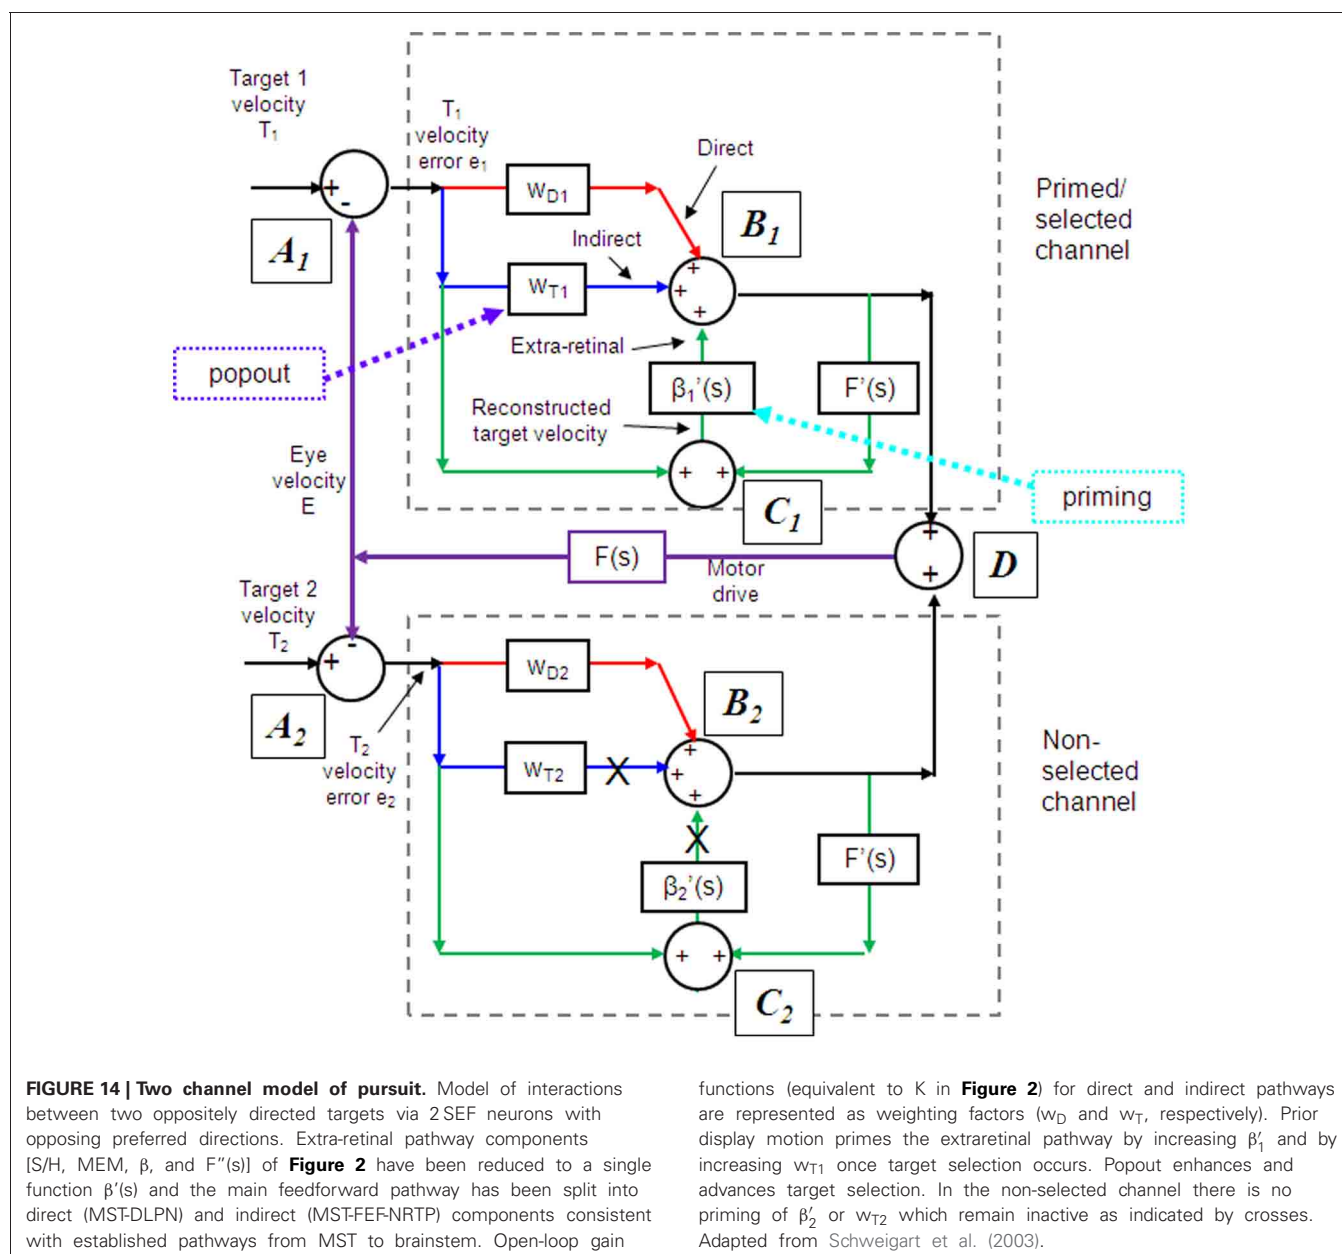 Target 1
velocity
T1
T1
velocity
error e1
Direct
wD1
B1
Primed/
selected
channel
A1
Indirect
wT1
popout
Extra-retinal
β1'(s)
F'(s)
Reconstructed
target velocity
Eye
velocity
E
C1
priming
F(s)
Motor
drive
D
Target 2
velocity
T2
wD2
B2
A2
T2
velocity
error e2
wT2
X
Non-
selected
channel
X
β2'(s)
F'(s)
C2
+
-
+
+
+
+
+
+
+
-
+
+
+
+
+
+
FIGURE 14 | Two channel model of pursuit. Model of interactions
between two oppositely directed targets via 2 SEF neurons with
opposing preferred directions. Extra-retinal pathway components
[S/H, MEM, β, and F″(s)] of Figure 2 have been reduced to a single
function β′(s) and the main feedforward pathway has been split into
direct (MST-DLPN) and indirect (MST-FEF-NRTP) components consistent
with established pathways from MST to brainstem. Open-loop gain
functions (equivalent to K in Figure 2) for direct and indirect pathways
are represented as weighting factors (wD and wT, respectively). Prior
display motion primes the extraretinal pathway by increasing β′1 and by
increasing wT1 once target selection occurs. Popout enhances and
advances target selection. In the non-selected channel there is no
priming of β′2 or wT2 which remain inactive as indicated by crosses.
Adapted from Schweigart et al. (2003).